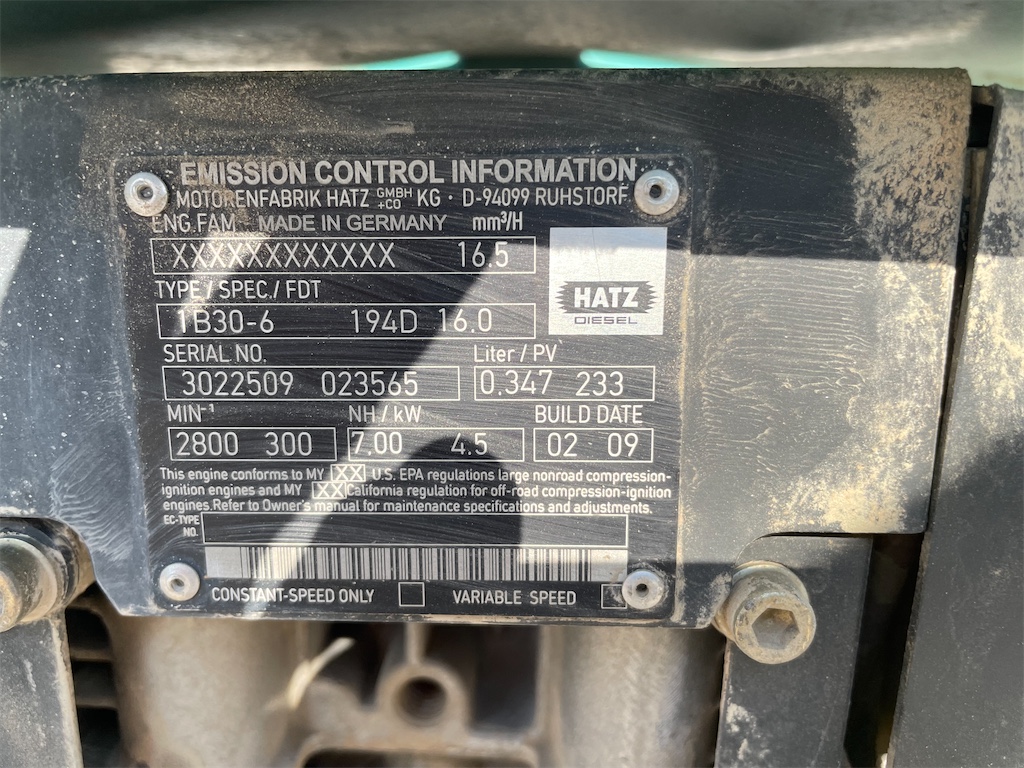 EMISSION CONTROL INFORMATION
MOTORENFABRIK HATZ GMBH +CO KG · D-94099 RUHSTORF
ENG.FAM MADE IN GERMANY mm³/H
XXXXXXXXXXXX 16.5
TYPE / SPEC./ FDT
1B30-6 194D 16.0
HATZ
DIESEL
SERIAL NO. Liter / PV
3022509 023565 0.347 233
MIN⁻¹ NH / kW BUILD DATE
2800 300 7.00 4.5 02 09
This engine conforms to MY XX U.S. EPA regulations large nonroad compression-
ignition engines and MY XX California regulation for off-road compression-ignition
engines.Refer to Owner's manual for maintenance specifications and adjustments.
EC-TYPE
NO.
CONSTANT-SPEED ONLY VARIABLE SPEED